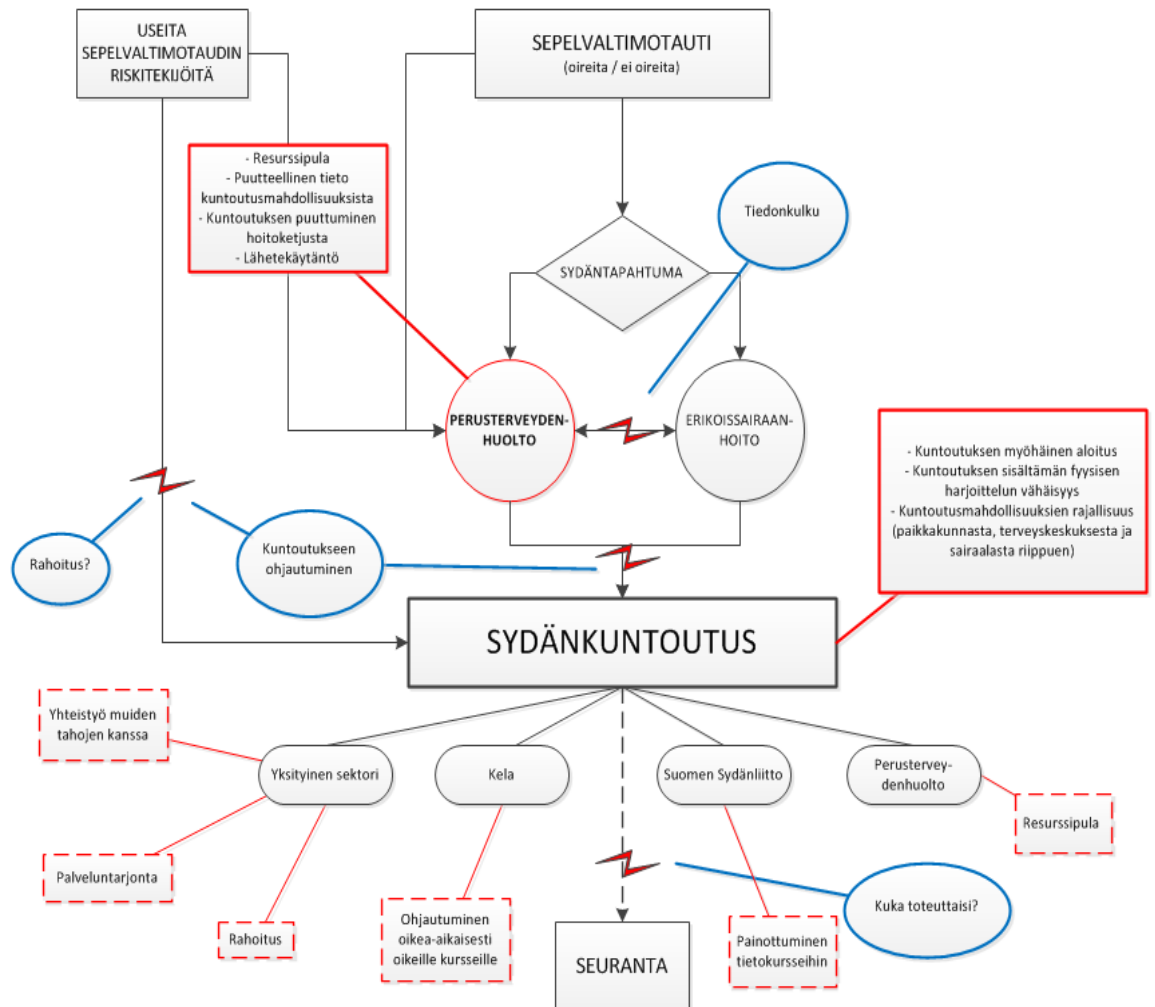 USEITA
SEPELVALTIMOTAUDIN
RISKITEKIJÖITÄ
SEPELVALTIMOTAUTI
(oireita / ei oireita)
- Resurssipula
- Puutteellinen tieto
kuntoutusmahdollisuuksista
- Kuntoutuksen puuttuminen
hoitoketjusta
- Lähetekäytäntö
Tiedonkulku
SYDÄNTAPAHTUMA
PERUSTERVEYDEN-
HUOLTO
ERIKOISSAIRAAN-
HOITO
- Kuntoutuksen myöhäinen aloitus
- Kuntoutuksen sisältämän fyysisen
harjoittelun vähäisyys
- Kuntoutusmahdollisuuksien rajallisuus
(paikkakunnasta, terveyskeskuksesta ja
sairaalasta riippuen)
Rahoitus?
Kuntoutukseen
ohjautuminen
SYDÄNKUNTOUTUS
Yhteistyö muiden
tahojen kanssa
Yksityinen sektori
Kela
Suomen Sydänliitto
Perustervey-
denhuolto
Resurssipula
Palveluntarjonta
Rahoitus
Ohjautuminen
oikea-aikaisesti
oikeille kursseille
Painottuminen
tietokursseihin
Kuka toteuttaisi?
SEURANTA